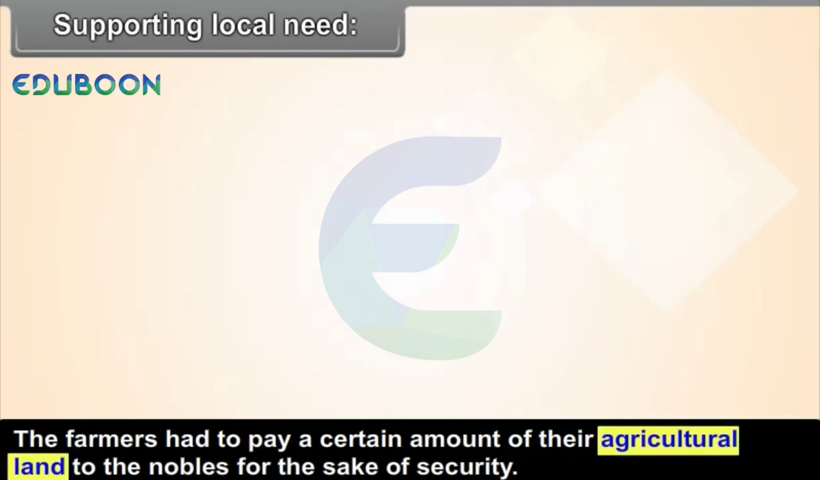 Supporting local need:
EDUBOON
The farmers had to pay a certain amount of their agricultural
land to the nobles for the sake of security.